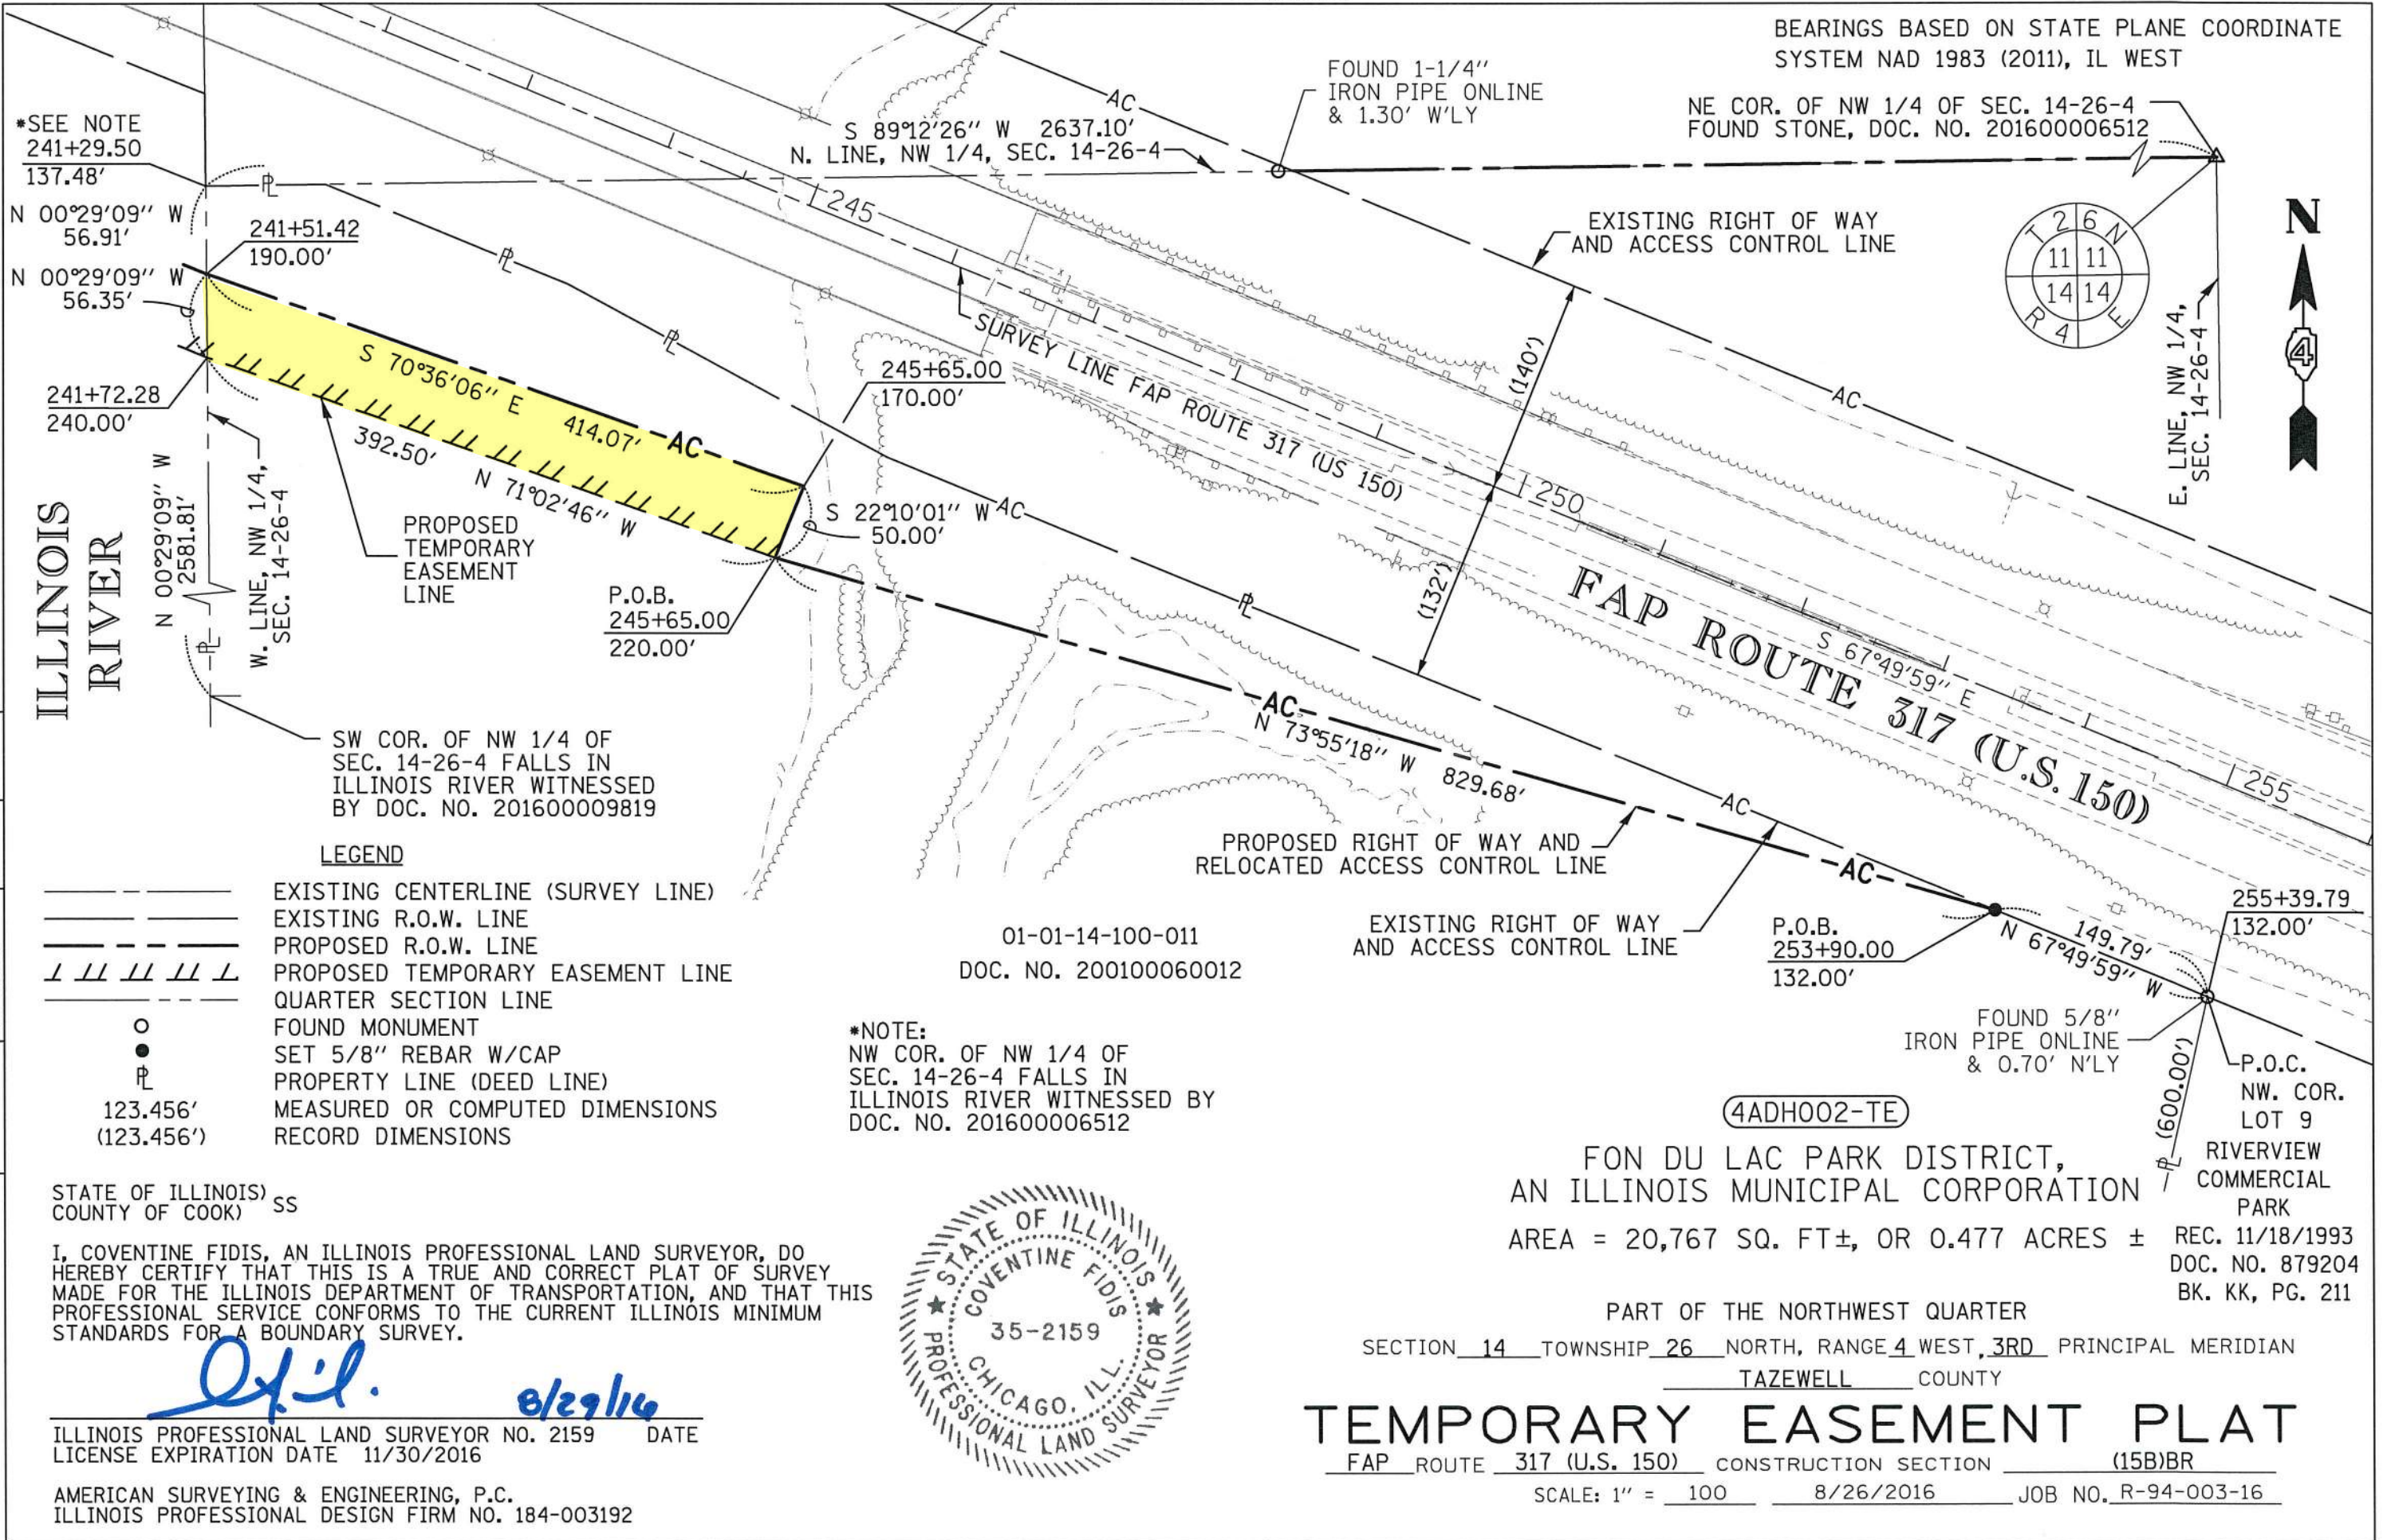 BEARINGS BASED ON STATE PLANE COORDINATE
SYSTEM NAD 1983 (2011), IL WEST
FOUND 1-1/4"
IRON PIPE ONLINE
& 1.30' W'LY
NE COR. OF NW 1/4 OF SEC. 14-26-4
FOUND STONE, DOC. NO. 201600006512
*SEE NOTE
241+29.50
137.48'
N 00°29'09" W
56.91'
N 00°29'09" W
56.35'
241+51.42
190.00'
S 89°12'26" W 2637.10'
N. LINE, NW 1/4, SEC. 14-26-4
AC
245
EXISTING RIGHT OF WAY
AND ACCESS CONTROL LINE
T 26 N
11 11
14 14
R 4 E
E. LINE, NW 1/4,
SEC. 14-26-4
N
4
PL
PL
PL
SURVEY LINE FAP ROUTE 317 (US 150)
(140')
AC
241+72.28
240.00'
S 70°36'06" E 414.07'
AC
392.50' N 71°02'46" W
245+65.00
170.00'
S 22°10'01" W
50.00'
AC
250
(132')
ILLINOIS
RIVER
N 00°29'09" W
2581.81'
W. LINE, NW 1/4,
SEC. 14-26-4
PL
PROPOSED
TEMPORARY
EASEMENT
LINE
P.O.B.
245+65.00
220.00'
PL
FAP ROUTE 317 (U.S. 150)
S 67°49'59" E
255
SW COR. OF NW 1/4 OF
SEC. 14-26-4 FALLS IN
ILLINOIS RIVER WITNESSED
BY DOC. NO. 201600009819
AC
N 73°55'18" W 829.68'
AC
AC
PROPOSED RIGHT OF WAY AND
RELOCATED ACCESS CONTROL LINE
EXISTING RIGHT OF WAY
AND ACCESS CONTROL LINE
P.O.B.
253+90.00
132.00'
149.79'
N 67°49'59" W
255+39.79
132.00'
FOUND 5/8"
IRON PIPE ONLINE
& 0.70' N'LY
(600.00')
PL
P.O.C.
NW. COR.
LOT 9
RIVERVIEW
COMMERCIAL
PARK
REC. 11/18/1993
DOC. NO. 879204
BK. KK, PG. 211
LEGEND
EXISTING CENTERLINE (SURVEY LINE)
EXISTING R.O.W. LINE
PROPOSED R.O.W. LINE
PROPOSED TEMPORARY EASEMENT LINE
QUARTER SECTION LINE
FOUND MONUMENT
SET 5/8" REBAR W/CAP
PL PROPERTY LINE (DEED LINE)
123.456' MEASURED OR COMPUTED DIMENSIONS
(123.456') RECORD DIMENSIONS
01-01-14-100-011
DOC. NO. 200100060012
*NOTE:
NW COR. OF NW 1/4 OF
SEC. 14-26-4 FALLS IN
ILLINOIS RIVER WITNESSED BY
DOC. NO. 201600006512
STATE OF ILLINOIS)
COUNTY OF COOK) SS
I, COVENTINE FIDIS, AN ILLINOIS PROFESSIONAL LAND SURVEYOR, DO
HEREBY CERTIFY THAT THIS IS A TRUE AND CORRECT PLAT OF SURVEY
MADE FOR THE ILLINOIS DEPARTMENT OF TRANSPORTATION, AND THAT THIS
PROFESSIONAL SERVICE CONFORMS TO THE CURRENT ILLINOIS MINIMUM
STANDARDS FOR A BOUNDARY SURVEY.
8/29/16
ILLINOIS PROFESSIONAL LAND SURVEYOR NO. 2159 DATE
LICENSE EXPIRATION DATE 11/30/2016
AMERICAN SURVEYING & ENGINEERING, P.C.
ILLINOIS PROFESSIONAL DESIGN FIRM NO. 184-003192
STATE OF ILLINOIS
COVENTINE FIDIS
35-2159
CHICAGO, ILL.
PROFESSIONAL LAND SURVEYOR
4ADH002-TE
FON DU LAC PARK DISTRICT,
AN ILLINOIS MUNICIPAL CORPORATION
AREA = 20,767 SQ. FT±, OR 0.477 ACRES ±
PART OF THE NORTHWEST QUARTER
SECTION 14 TOWNSHIP 26 NORTH, RANGE 4 WEST, 3RD PRINCIPAL MERIDIAN
TAZEWELL COUNTY
TEMPORARY EASEMENT PLAT
FAP ROUTE 317 (U.S. 150) CONSTRUCTION SECTION (15B)BR
SCALE: 1" = 100 8/26/2016 JOB NO. R-94-003-16